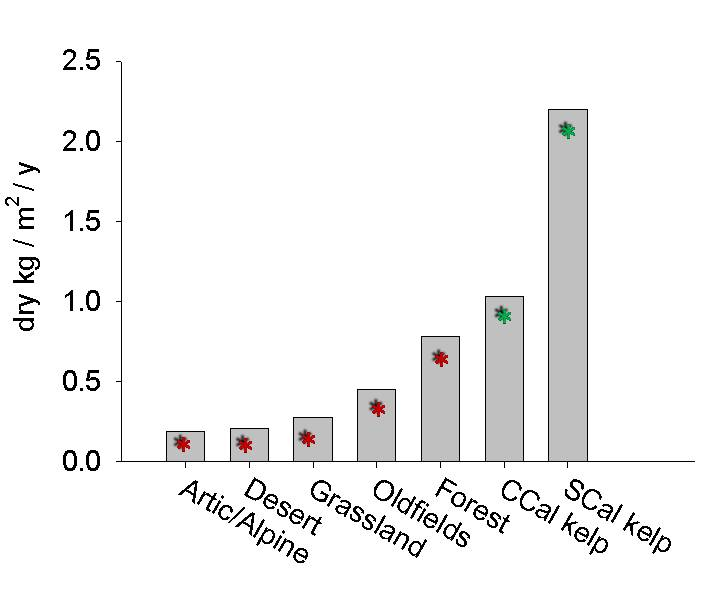 2.5
2.0
1.5
1.0
0.5
0.0
dry kg / m² / y
Artic/Alpine
Desert
Grassland
Oldfields
Forest
CCal kelp
SCal kelp